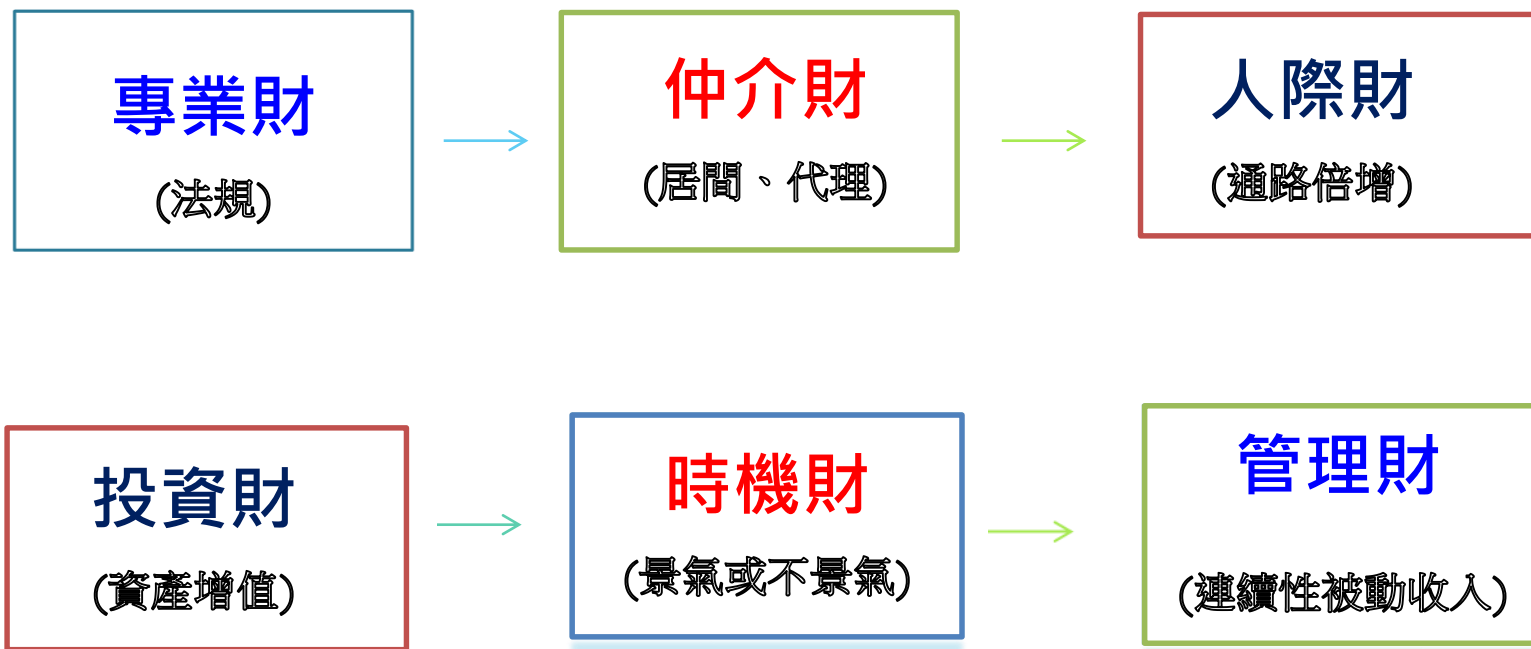 專業財
(法規)
仲介財
(居間、代理)
人際財
(通路倍增)
投資財
(資產增值)
時機財
(景氣或不景氣)
管理財
(連續性被動收入)